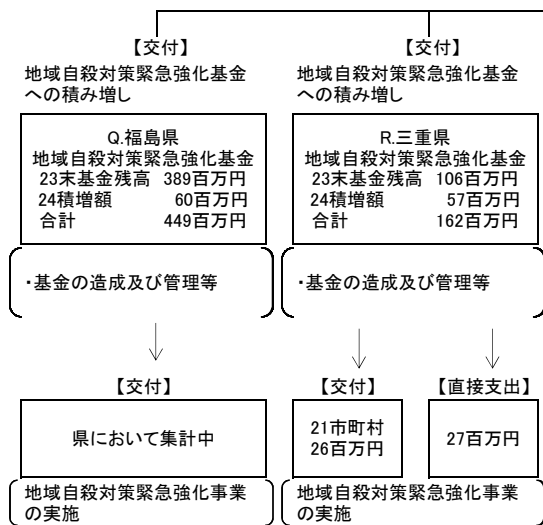 【交付】
地域自殺対策緊急強化基金
への積み増し
Q.福島県
地域自殺対策緊急強化基金
23末基金残高 389百万円
24積増額 60百万円
合計 449百万円
・基金の造成及び管理等
【交付】
県において集計中
地域自殺対策緊急強化事業
の実施
【交付】
地域自殺対策緊急強化基金
への積み増し
R.三重県
地域自殺対策緊急強化基金
23末基金残高 106百万円
24積増額 57百万円
合計 162百万円
・基金の造成及び管理等
【交付】
21市町村
26百万円
【直接支出】
27百万円
地域自殺対策緊急強化事業
の実施